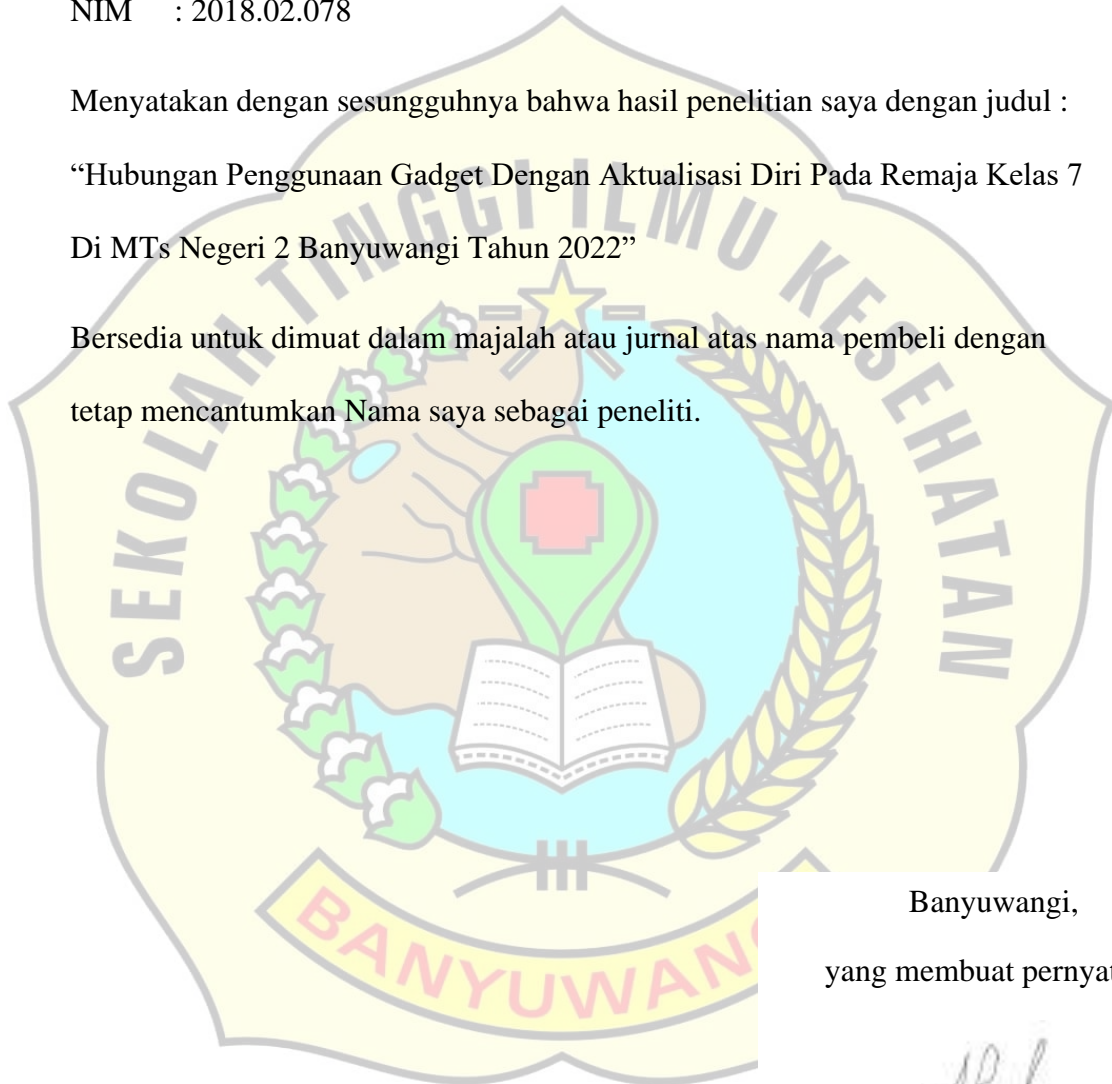 NIM : 2018.02.078
Menyatakan dengan sesungguhnya bahwa hasil penelitian saya dengan judul :
“Hubungan Penggunaan Gadget Dengan Aktualisasi Diri Pada Remaja Kelas 7
Di MTs Negeri 2 Banyuwangi Tahun 2022”
Bersedia untuk dimuat dalam majalah atau jurnal atas nama pembeli dengan
tetap mencantumkan Nama saya sebagai peneliti.
SEKOLAH TINGGI ILMU KESEHATAN
Banyuwangi,
yang membuat pernyat